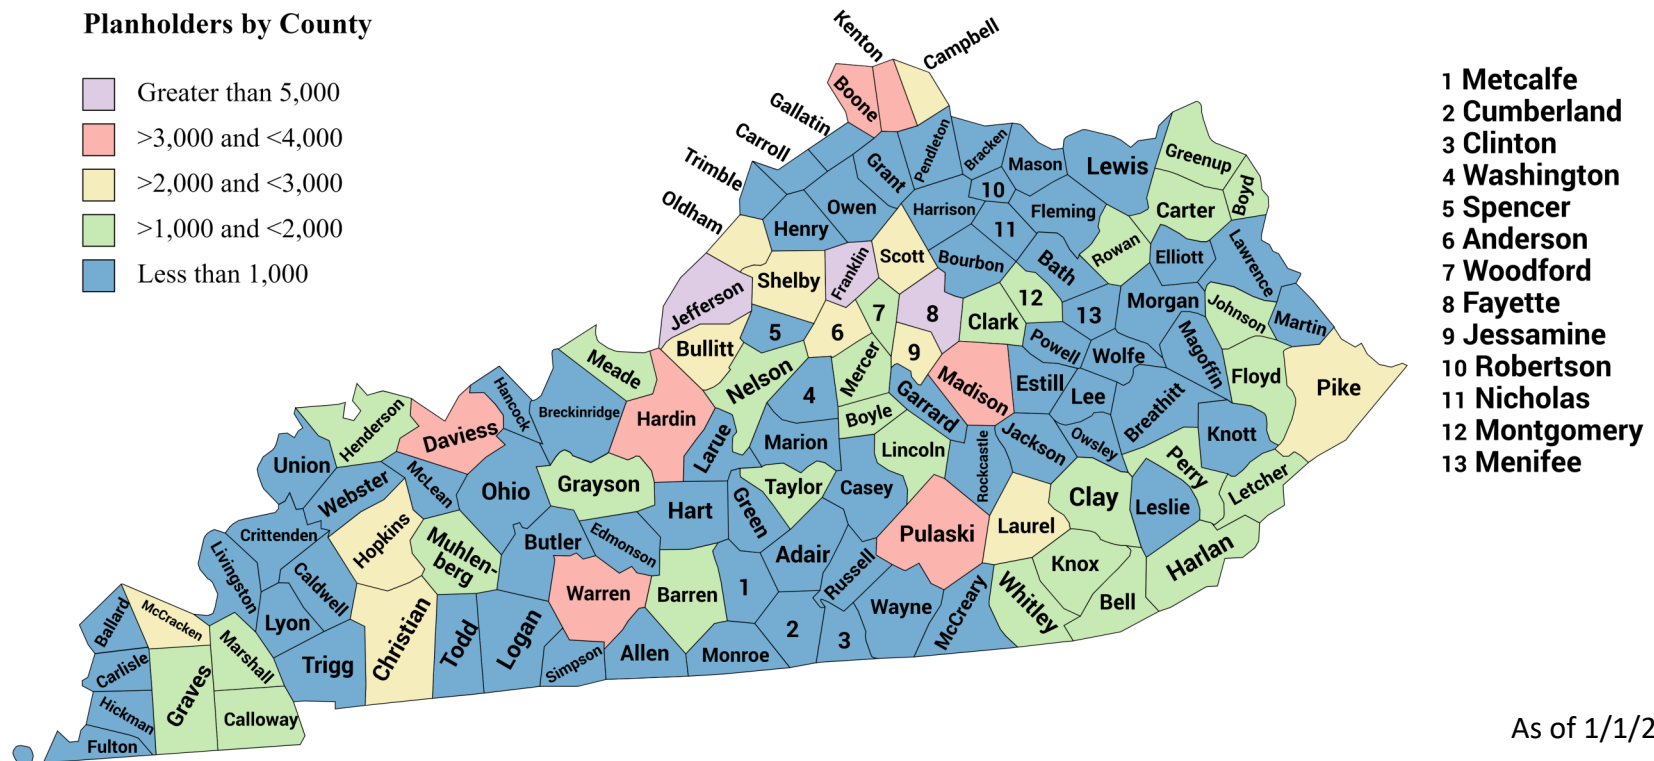 Planholders by County
Greater than 5,000
>3,000 and <4,000
>2,000 and <3,000
>1,000 and <2,000
Less than 1,000
Kenton
Campbell
Boone
Gallatin
Carroll
Trimble
Oldham
Grant
Pendleton
Bracken
Mason
Lewis
Greenup
Boyd
Carter
10
Owen
Harrison
Fleming
Henry
11
Rowan
Elliott
Lawrence
Scott
Franklin
Shelby
Bourbon
Bath
Jefferson
12
Morgan
Johnson
Martin
7
8
13
Clark
5
6
Bullitt
9
Powell
Wolfe
Magoffin
Meade
Nelson
Mercer
Madison
Estill
Lee
Floyd
Pike
Hancock
Breckinridge
Hardin
4
Garrard
Breathitt
Henderson
Daviess
Larue
Marion
Boyle
Lincoln
Rockcastle
Jackson
Owsley
Knott
Union
Webster
McLean
Ohio
Grayson
Taylor
Casey
Perry
Letcher
Clay
Leslie
Hart
Green
Crittenden
Hopkins
Muhlen-
berg
Butler
Edmonson
Adair
Pulaski
Laurel
Harlan
Livingston
Caldwell
Warren
Barren
1
Russell
Knox
Ballard
McCracken
Lyon
Wayne
McCreary
Whitley
Bell
Marshall
Christian
Todd
Logan
2
3
Carlisle
Trigg
Simpson
Allen
Monroe
Graves
Hickman
Calloway
Fulton
1 Metcalfe
2 Cumberland
3 Clinton
4 Washington
5 Spencer
6 Anderson
7 Woodford
8 Fayette
9 Jessamine
10 Robertson
11 Nicholas
12 Montgomery
13 Menifee
As of 1/1/2